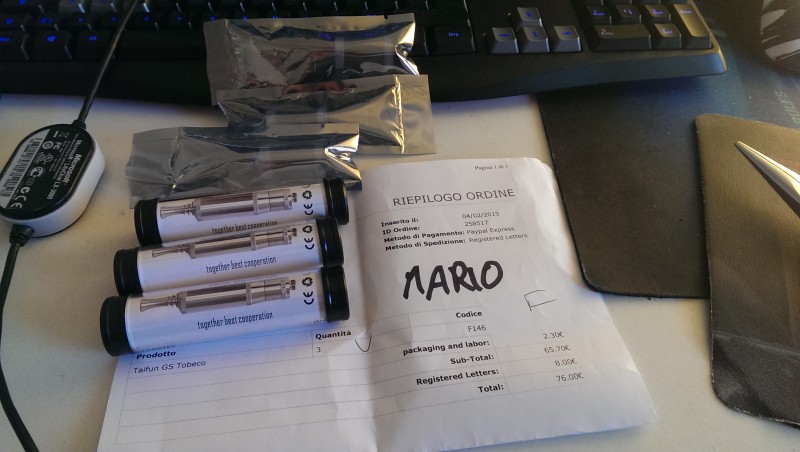 Pagina 1 di 1
RIEPILOGO ORDINE
Inserito il: 04/02/2015
ID Ordine: 258517
Metodo di Pagamento: Paypal Express
Metodo di Spedizione: Registered Letters
MARIO
together best cooperation
CE
together best cooperation
CE
together best cooperation
CE
Prodotto Quantità Codice
Taifun GS Tobeco 3 F146
packaging and labor: 2.30€
Sub-Total: 65.70€
Registered Letters: 8.00€
Total: 76.00€
Microsoft